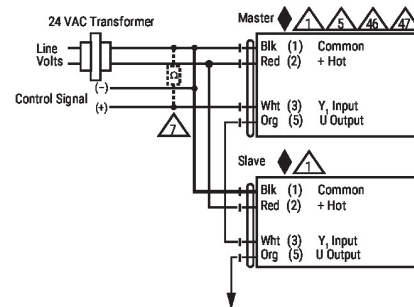 24 VAC Transformer
Master 1 5 46 47
Line
Volts
Blk (1) Common
Red (2) + Hot
(–)
Control Signal
(+)
Wht (3) Y1 Input
Org (5) U Output
7
Slave 1
Blk (1) Common
Red (2) + Hot
Wht (3) Y1 Input
Org (5) U Output